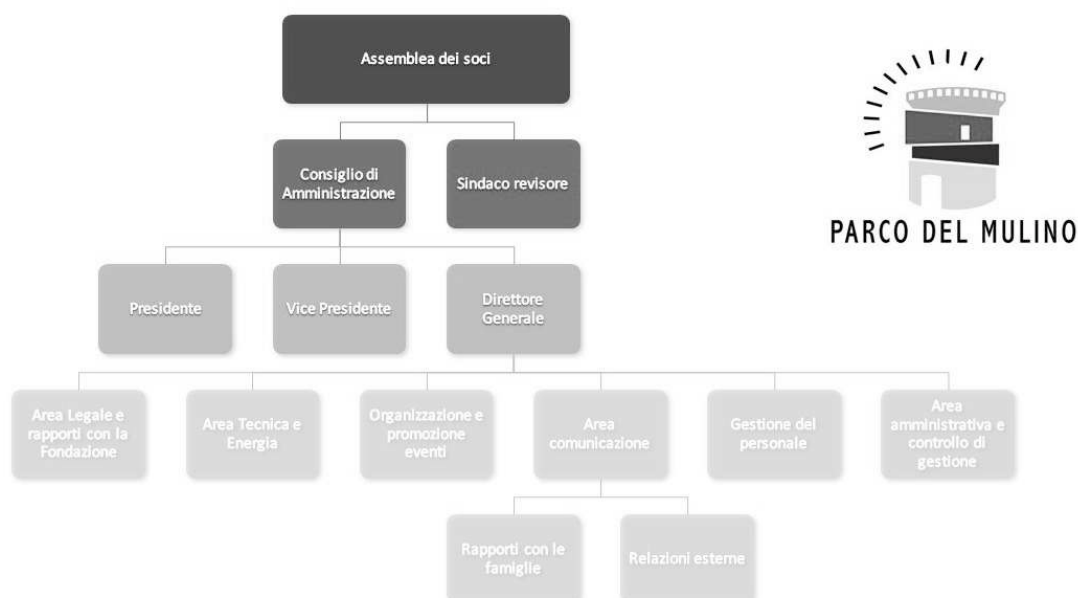 Assemblea dei soci
Consiglio di
Amministrazione
Sindaco revisore
PARCO DEL MULINO
Presidente
Vice Presidente
Direttore
Generale
Area Legale e
rapporti con la
Fondazione
Area Tecnica e
Energia
Organizzazione e
promozione
eventi
Area
comunicazione
Gestione del
personale
Area
amministrativa e
controllo di
gestione
Rapporti con le
famiglie
Relazioni esterne